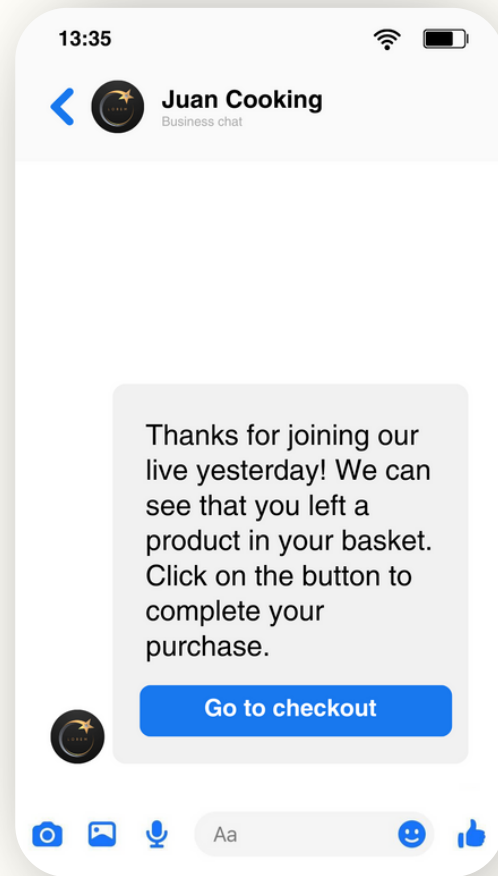 13:35
Juan Cooking
Business chat
Thanks for joining our
live yesterday! We can
see that you left a
product in your basket.
Click on the button to
complete your
purchase.
Go to checkout
Aa